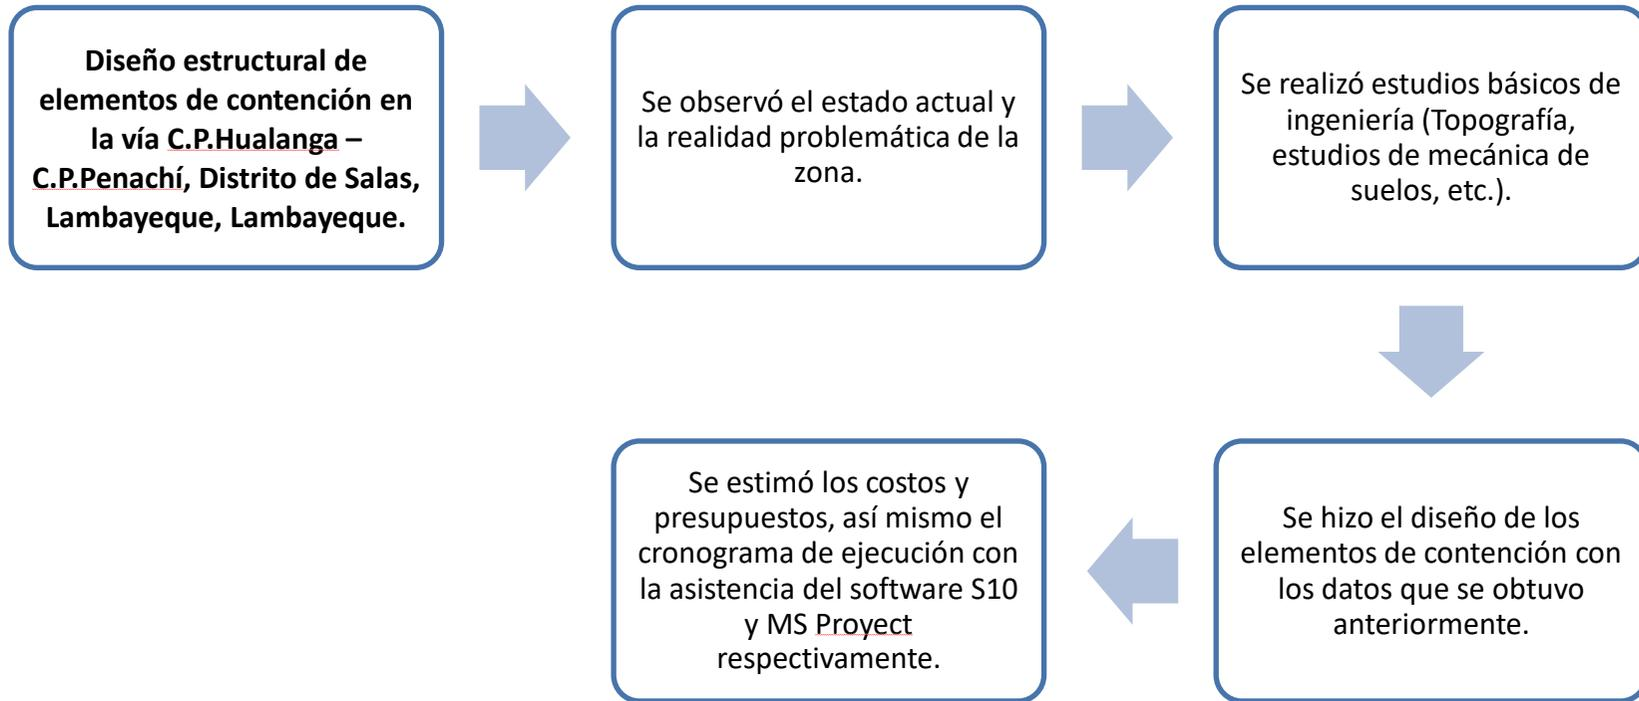 Diseño estructural de
elementos de contención en
la vía C.P.Hualanga –
C.P.Penachí, Distrito de Salas,
Lambayeque, Lambayeque.
Se observó el estado actual y
la realidad problemática de la
zona.
Se realizó estudios básicos de
ingeniería (Topografía,
estudios de mecánica de
suelos, etc.).
Se hizo el diseño de los
elementos de contención con
los datos que se obtuvo
anteriormente.
Se estimó los costos y
presupuestos, así mismo el
cronograma de ejecución con
la asistencia del software S10
y MS Proyect
respectivamente.